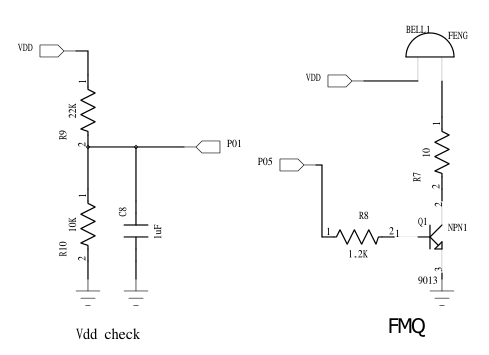 VDD
1
22K
R9
2
P01
1
10K
R10
2
C8
1uF
Vdd check
BELL1
FENG
VDD
1
10
R7
2
P05
R8
1
2
1
1.2K
2
Q1
NPN1
3
9013
FMQ